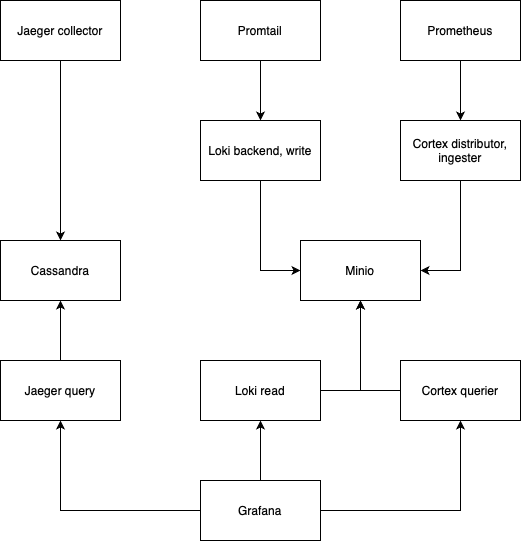 Jaeger collector
Promtail
Prometheus
Loki backend, write
Cortex distributor,
ingester
Cassandra
Minio
Jaeger query
Loki read
Cortex querier
Grafana